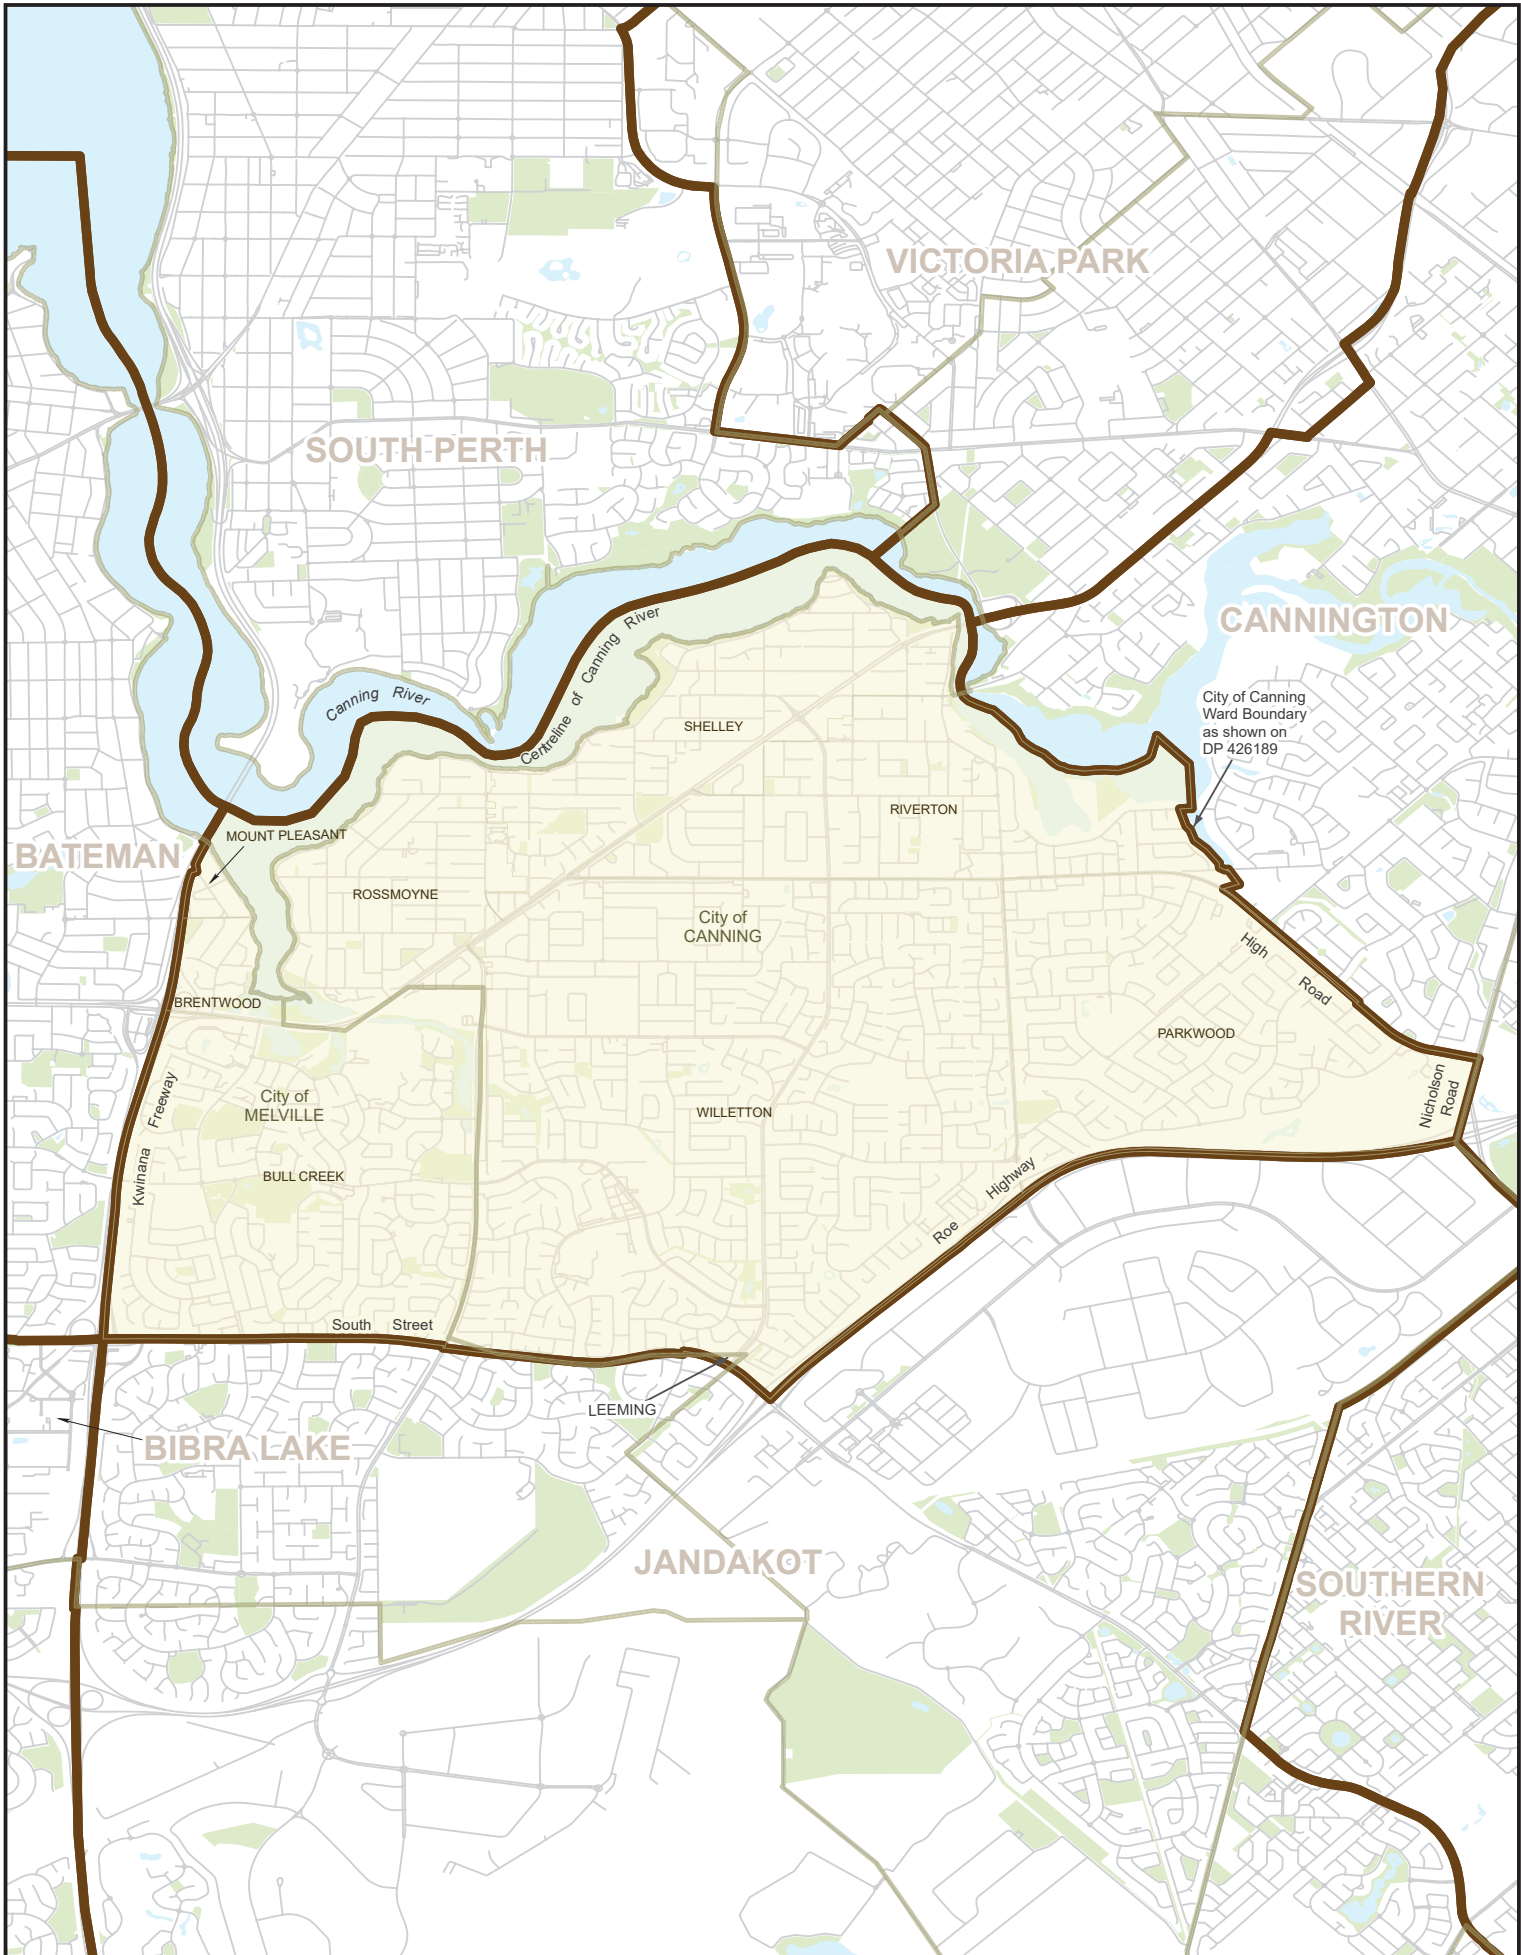 VICTORIA PARK
SOUTH PERTH
CANNINGTON
Centreline of Canning River
Canning River
City of Canning
Ward Boundary
as shown on
DP 426189
SHELLEY
RIVERTON
MOUNT PLEASANT
BATEMAN
ROSSMOYNE
City of
CANNING
High Road
BRENTWOOD
PARKWOOD
Nicholson
Road
Kwinana Freeway
City of
MELVILLE
WILLETTON
BULL CREEK
Roe Highway
South Street
LEEMING
BIBRA LAKE
JANDAKOT
SOUTHERN
RIVER